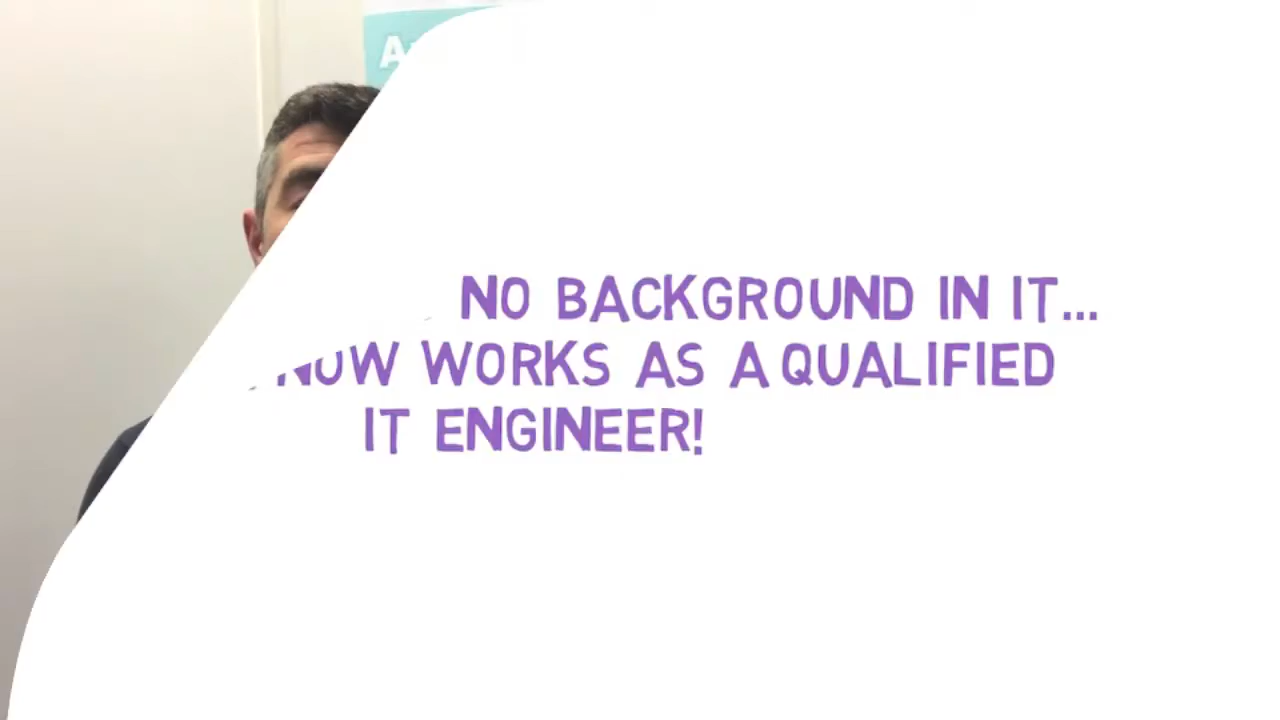 NO BACKGROUND IN IT...
NOW WORKS AS A QUALIFIED
IT ENGINEER!